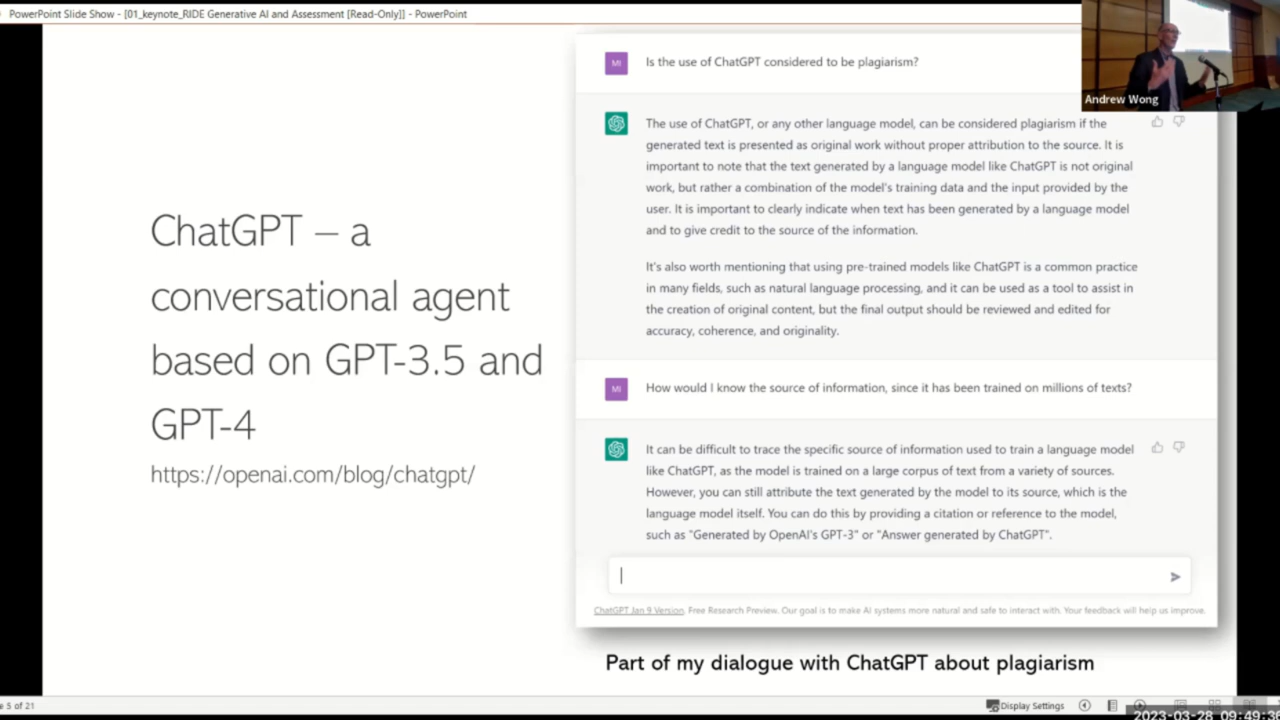 PowerPoint Slide Show - [01_keynote_RIDE Generative AI and Assessment [Read-Only]] - PowerPoint
Andrew Wong
ChatGPT – a
conversational agent
based on GPT-3.5 and
GPT-4
https://openai.com/blog/chatgpt/
MI
Is the use of ChatGPT considered to be plagiarism?
The use of ChatGPT, or any other language model, can be considered plagiarism if the
generated text is presented as original work without proper attribution to the source. It is
important to note that the text generated by a language model like ChatGPT is not original
work, but rather a combination of the model's training data and the input provided by the
user. It is important to clearly indicate when text has been generated by a language model
and to give credit to the source of the information.
It's also worth mentioning that using pre-trained models like ChatGPT is a common practice
in many fields, such as natural language processing, and it can be used as a tool to assist in
the creation of original content, but the final output should be reviewed and edited for
accuracy, coherence, and originality.
MI
How would I know the source of information, since it has been trained on millions of texts?
It can be difficult to trace the specific source of information used to train a language model
like ChatGPT, as the model is trained on a large corpus of text from a variety of sources.
However, you can still attribute the text generated by the model to its source, which is the
language model itself. You can do this by providing a citation or reference to the model,
such as "Generated by OpenAI's GPT-3" or "Answer generated by ChatGPT".
ChatGPT Jan 9 Version. Free Research Preview. Our goal is to make AI systems more natural and safe to interact with. Your feedback will help us improve.
Part of my dialogue with ChatGPT about plagiarism
e 5 of 21
Display Settings
2023-03-28 09:49:3